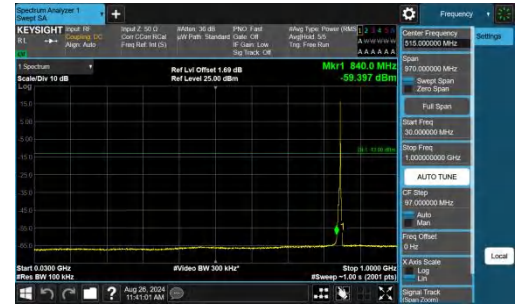 Spectrum Analyzer 1
Swept SA
Frequency
KEYSIGHT
Input: RF
Coupling: DC
Align: Auto
Input Z: 50 Ω
Corr CCorr RCal
Freq Ref: Int (S)
#Atten: 36 dB
µW Path: Standard
PNO: Fast
Gate: Off
IF Gain: Low
Sig Track: Off
#Avg Type: Power (RMS
Avg|Hold: 5/5
Trig: Free Run
1 2 3 4 5 6
A W W W W W
A A A A A A
1 Spectrum
Scale/Div 10 dB
Log
Ref Lvl Offset 1.69 dB
Ref Level 25.00 dBm
Mkr1 840.0 MHz
-59.397 dBm
15.0
5.00
-5.00
-15.0
-25.0
-35.0
-45.0
-55.0
-65.0
1
Start 0.0300 GHz
#Res BW 100 kHz
#Video BW 300 kHz*
Stop 1.0000 GHz
#Sweep ~1.00 s (2001 pts)
Center Frequency
515.000000 MHz
Settings
Span
970.000000 MHz
Swept Span
Zero Span
Full Span
Start Freq
30.000000 MHz
Stop Freq
1.000000000 GHz
AUTO TUNE
CF Step
97.000000 MHz
Auto
Man
Freq Offset
0 Hz
X Axis Scale
Log
Lin
Signal Track
(Span Zoom)
Local
?
Aug 26, 2024
11:41:01 AM